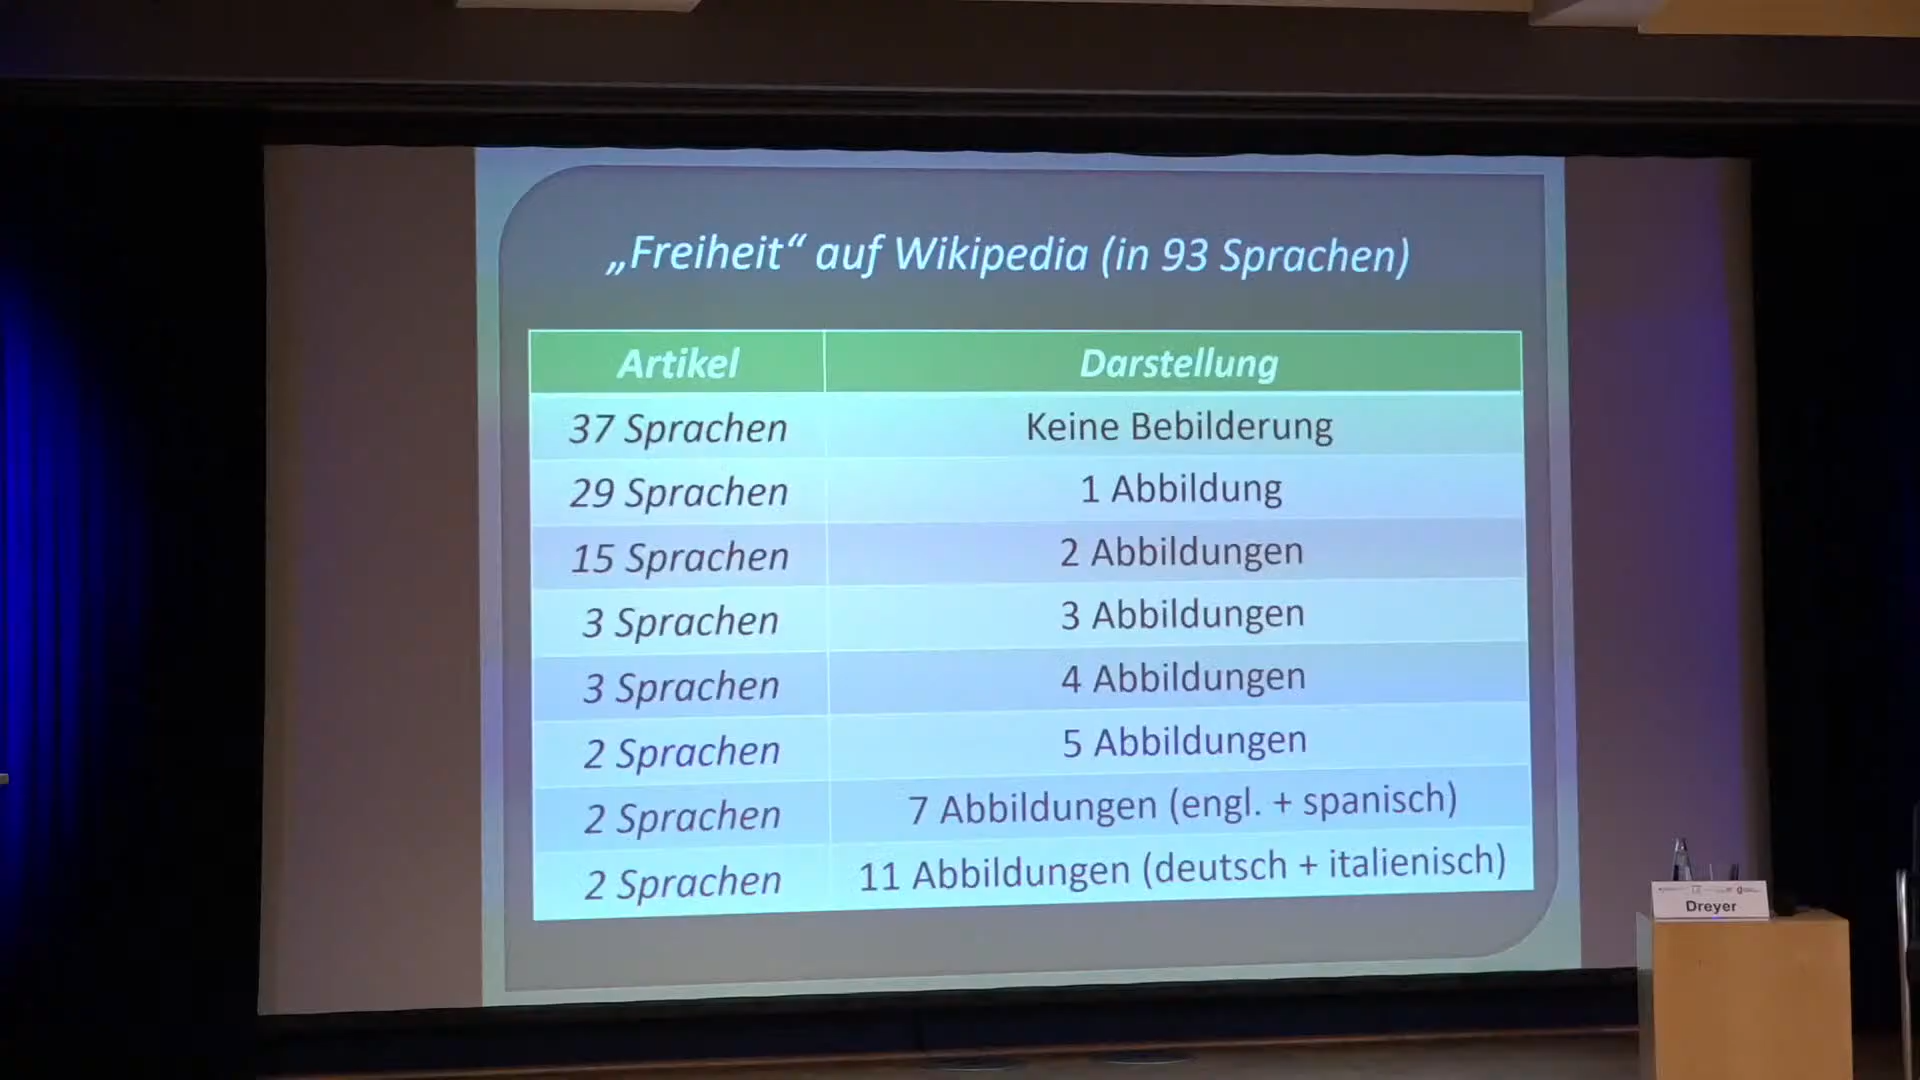 „Freiheit“ auf Wikipedia (in 93 Sprachen)
Artikel Darstellung
37 Sprachen Keine Bebilderung
29 Sprachen 1 Abbildung
15 Sprachen 2 Abbildungen
3 Sprachen 3 Abbildungen
3 Sprachen 4 Abbildungen
2 Sprachen 5 Abbildungen
2 Sprachen 7 Abbildungen (engl. + spanisch)
2 Sprachen 11 Abbildungen (deutsch + italienisch)
Dreyer